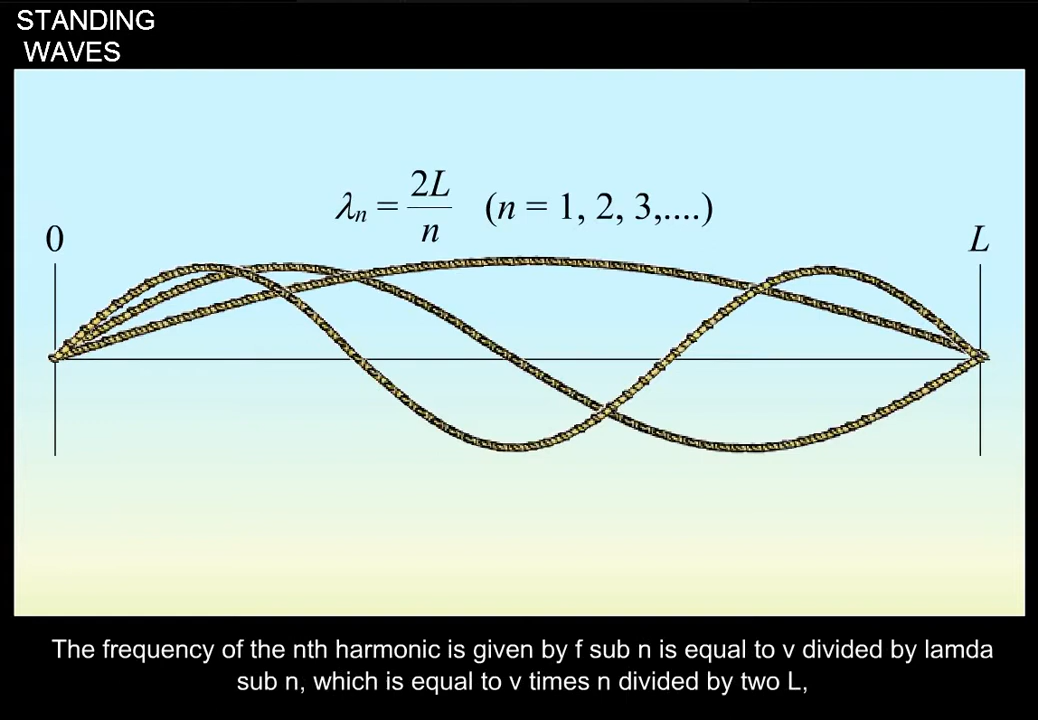 STANDING
WAVES
λn = 2L/n (n = 1, 2, 3,....)
0
L
The frequency of the nth harmonic is given by f sub n is equal to v divided by lamda
sub n, which is equal to v times n divided by two L,